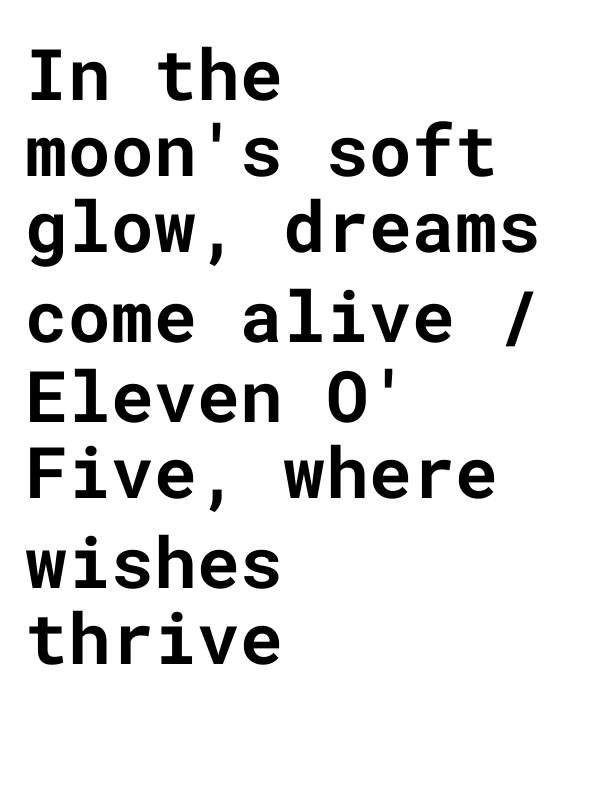 In the
moon's soft
glow, dreams
come alive /
Eleven O'
Five, where
wishes
thrive